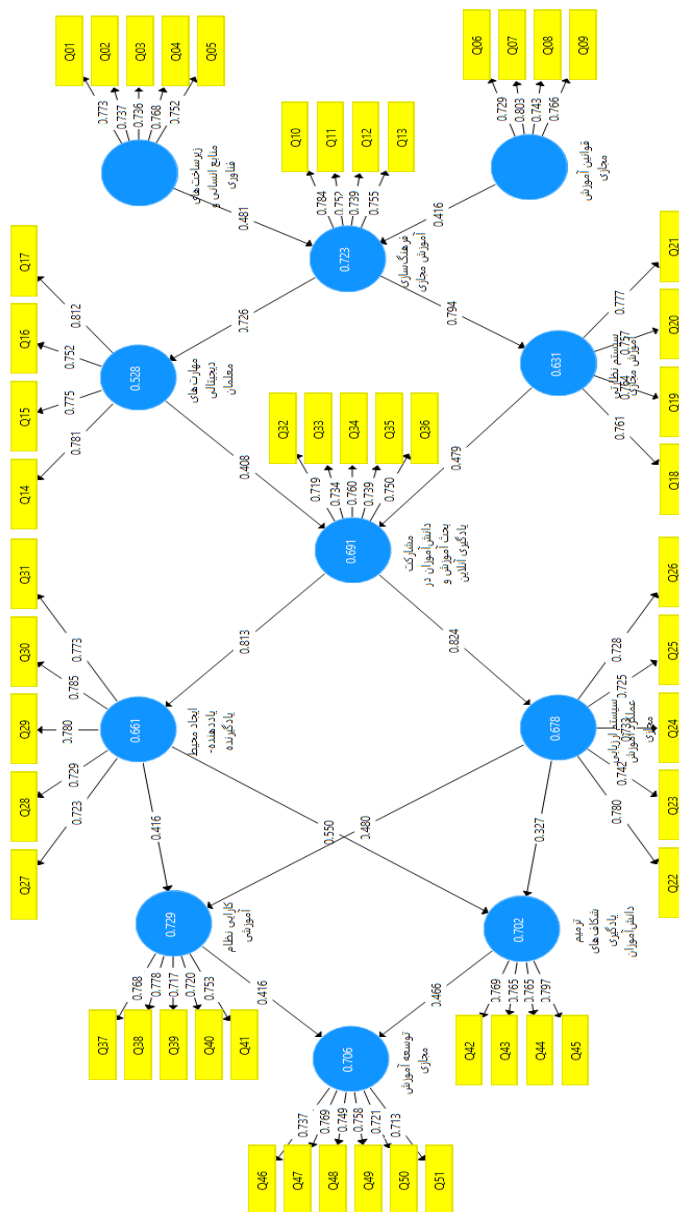 Q01
Q02
Q03
Q04
Q05
Q06
Q07
Q08
Q09
0.773
0.737
0.736
0.768
0.752
0.729
0.803
0.743
0.766
Q10
Q11
Q12
Q13
زیرساخت‌های
منابع انسانی و
فناوری
قوانین آموزش
مجازی
0.784
0.752
0.739
0.755
0.481
0.416
0.723
فرهنگ‌سازی
آموزش مجازی
Q17
Q16
Q15
Q14
0.812
0.752
0.775
0.781
0.726
0.794
Q21
Q20
Q19
Q18
0.777
0.757
0.764
0.761
0.528
مهارت‌های
دیجیتالی
معلمان
0.631
سیستم نظارتی
آموزش مجازی
Q32
Q33
Q34
Q35
Q36
0.408
0.479
0.719
0.734
0.760
0.739
0.750
0.691
مشارکت
دانش‌آموزان در
بحث آموزش و
یادگیری آنلاین
Q31
Q30
Q29
Q28
Q27
0.773
0.785
0.780
0.729
0.723
0.813
0.824
Q26
Q25
Q24
Q23
Q22
0.728
0.725
0.733
0.742
0.780
0.661
ایجاد محیط
یاددهنده-
یادگیرنده
0.678
سیستم ارزیابی
عملکرد آموزش
مجازی
0.416
0.550
0.480
0.327
0.729
کارایی نظام
آموزشی
0.702
ترمیم
شکاف‌های
یادگیری
دانش‌آموزان
0.768
0.778
0.717
0.720
0.753
0.416
0.466
0.769
0.765
0.765
0.797
Q37
Q38
Q39
Q40
Q41
Q42
Q43
Q44
Q45
0.706
توسعه آموزش
مجازی
0.737
0.769
0.749
0.758
0.721
0.713
Q46
Q47
Q48
Q49
Q50
Q51